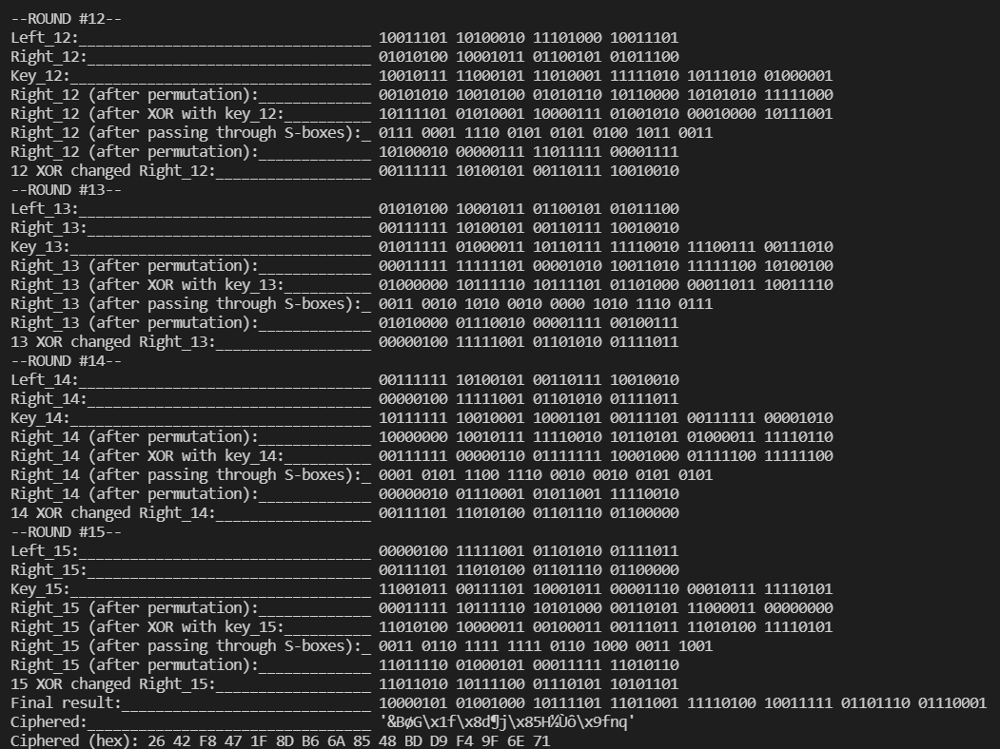 --ROUND #12--
Left_12:__________________________________ 10011101 10100010 11101000 10011101
Right_12:_________________________________ 01010100 10001011 01100101 01011100
Key_12:___________________________________ 10010111 11000101 11010001 11111010 10111010 01000001
Right_12 (after permutation):_____________ 00101010 10010100 01010110 10110000 10101010 11111000
Right_12 (after XOR with key_12:__________ 10111101 01010001 10000111 01001010 00010000 10111001
Right_12 (after passing through S-boxes):_ 0111 0001 1110 0101 0101 0100 1011 0011
Right_12 (after permutation):_____________ 10100010 00000111 11011111 00001111
12 XOR changed Right_12:__________________ 00111111 10100101 00110111 10010010
--ROUND #13--
Left_13:__________________________________ 01010100 10001011 01100101 01011100
Right_13:_________________________________ 00111111 10100101 00110111 10010010
Key_13:___________________________________ 01011111 01000011 10110111 11110010 11100111 00111010
Right_13 (after permutation):_____________ 00011111 11111101 00001010 10011010 11111100 10100100
Right_13 (after XOR with key_13:__________ 01000000 10111110 10111101 01101000 00011011 10011110
Right_13 (after passing through S-boxes):_ 0011 0010 1010 0010 0000 1010 1110 0111
Right_13 (after permutation):_____________ 01010000 01110010 00001111 00100111
13 XOR changed Right_13:__________________ 00000100 11111001 01101010 01111011
--ROUND #14--
Left_14:__________________________________ 00111111 10100101 00110111 10010010
Right_14:_________________________________ 00000100 11111001 01101010 01111011
Key_14:___________________________________ 10111111 10010001 10001101 00111101 00111111 00001010
Right_14 (after permutation):_____________ 10000000 10010111 11110010 10110101 01000011 11110110
Right_14 (after XOR with key_14:__________ 00111111 00000110 01111111 10001000 01111100 11111100
Right_14 (after passing through S-boxes):_ 0001 0101 1100 1110 0010 0010 0101 0101
Right_14 (after permutation):_____________ 00000010 01110001 01011001 11110010
14 XOR changed Right_14:__________________ 00111101 11010100 01101110 01100000
--ROUND #15--
Left_15:__________________________________ 00000100 11111001 01101010 01111011
Right_15:_________________________________ 00111101 11010100 01101110 01100000
Key_15:___________________________________ 11001011 00111101 10001011 00001110 00010111 11110101
Right_15 (after permutation):_____________ 00011111 10111110 10101000 00110101 11000011 00000000
Right_15 (after XOR with key_15:__________ 11010100 10000011 00100011 00111011 11010100 11110101
Right_15 (after passing through S-boxes):_ 0011 0110 1111 1111 0110 1000 0011 1001
Right_15 (after permutation):_____________ 11011110 01000101 00011111 11010110
15 XOR changed Right_15:__________________ 11011010 10111100 01110101 10101101
Final result:_____________________________ 10000101 01001000 10111101 11011001 11110100 10011111 01101110 01110001
Ciphered:_________________________________ '&BøG\x1f\x8d¶j\x85H½Ùô\x9fnq'
Ciphered (hex): 26 42 F8 47 1F 8D B6 6A 85 48 BD D9 F4 9F 6E 71